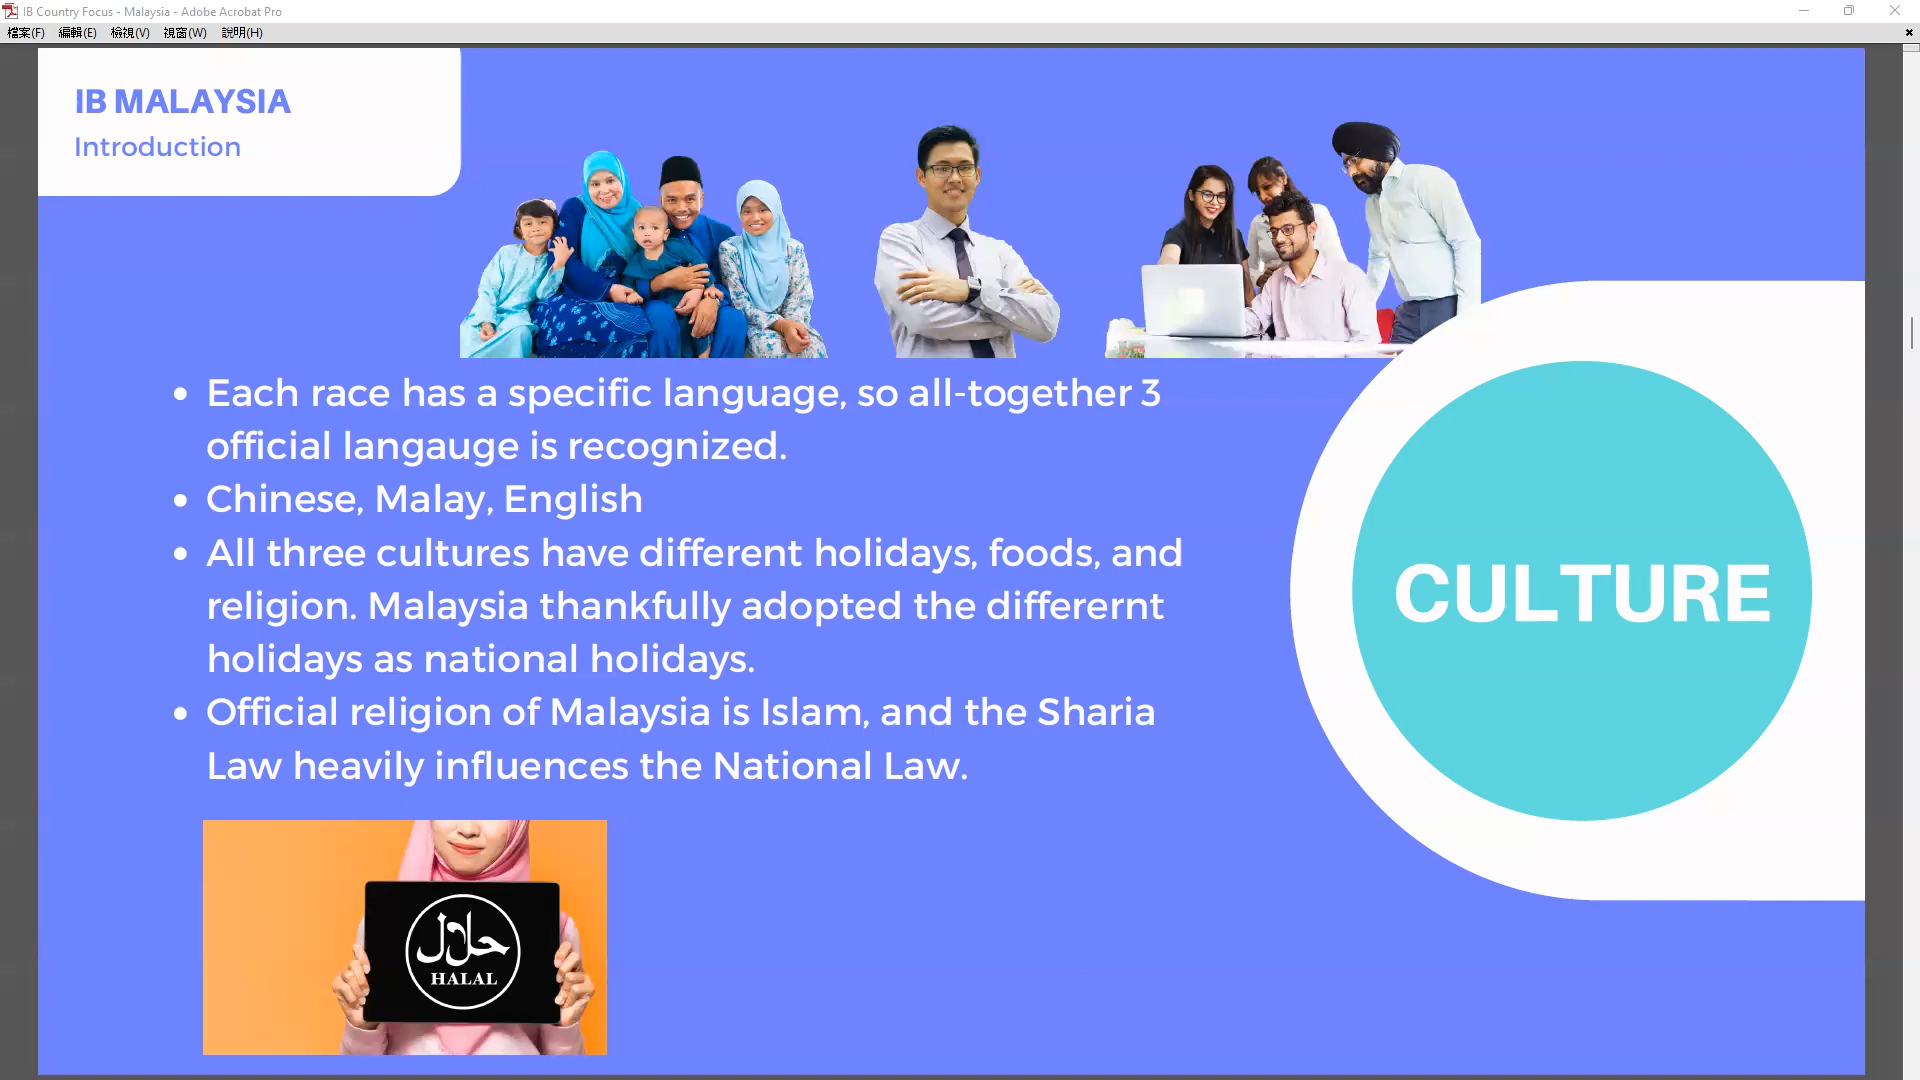 IB Country Focus - Malaysia - Adobe Acrobat Pro
檔案(F) 編輯(E) 檢視(V) 視窗(W) 說明(H)
IB MALAYSIA
Introduction
• Each race has a specific language, so all-together 3
official langauge is recognized.
• Chinese, Malay, English
• All three cultures have different holidays, foods, and
religion. Malaysia thankfully adopted the differernt
holidays as national holidays.
• Official religion of Malaysia is Islam, and the Sharia
Law heavily influences the National Law.
CULTURE
حلال
HALAL